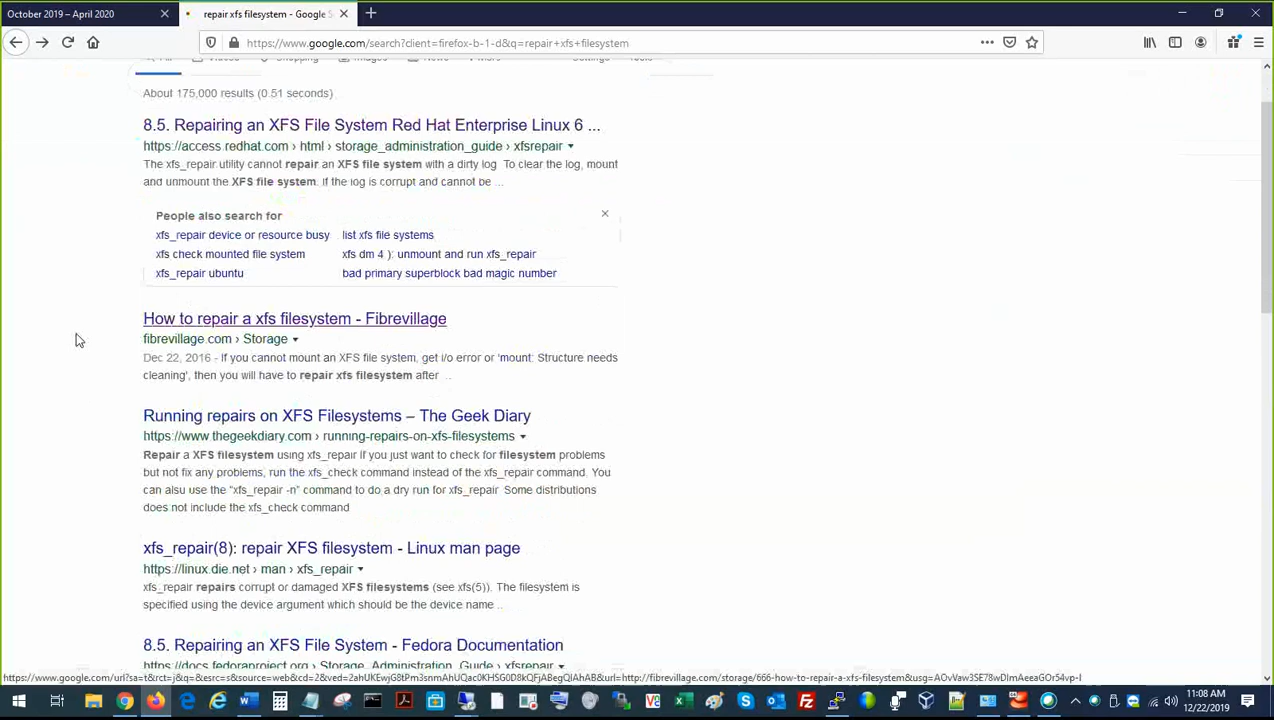 October 2019 – April 2020
repair xfs filesystem - Google S
https://www.google.com/search?client=firefox-b-1-d&q=repair+xfs+filesystem
Settings
About 175,000 results (0.51 seconds)
8.5. Repairing an XFS File System Red Hat Enterprise Linux 6 ...
https://access.redhat.com › html › storage_administration_guide › xfsrepair
The xfs_repair utility cannot repair an XFS file system with a dirty log To clear the log, mount
and unmount the XFS file system. If the log is corrupt and cannot be ...
People also search for
xfs_repair device or resource busy list xfs file systems
xfs check mounted file system xfs dm 4 ): unmount and run xfs_repair
xfs_repair ubuntu bad primary superblock bad magic number
How to repair a xfs filesystem - Fibrevillage
fibrevillage.com › Storage
Dec 22, 2016 - If you cannot mount an XFS file system, get i/o error or 'mount: Structure needs
cleaning', then you will have to repair xfs filesystem after ..
Running repairs on XFS Filesystems – The Geek Diary
https://www.thegeekdiary.com › running-repairs-on-xfs-filesystems
Repair a XFS filesystem using xfs_repair If you just want to check for filesystem problems
but not fix any problems, run the xfs_check command instead of the xfs_repair command. You
can alsu use the "xfs_repair -n" command to do a dry run for xfs_repair Some distributions
does not include the xfs_check command
xfs_repair(8): repair XFS filesystem - Linux man page
https://linux.die.net › man › xfs_repair
xfs_repair repairs corrupt or damaged XFS filesystems (see xfs(5)). The filesystem is
specified using the device argument which should be the device name ..
8.5. Repairing an XFS File System - Fedora Documentation
https://docs.fedoraproject.org › Storage_Administration_Guide › xfsrepair
11:08 AM
12/22/2019